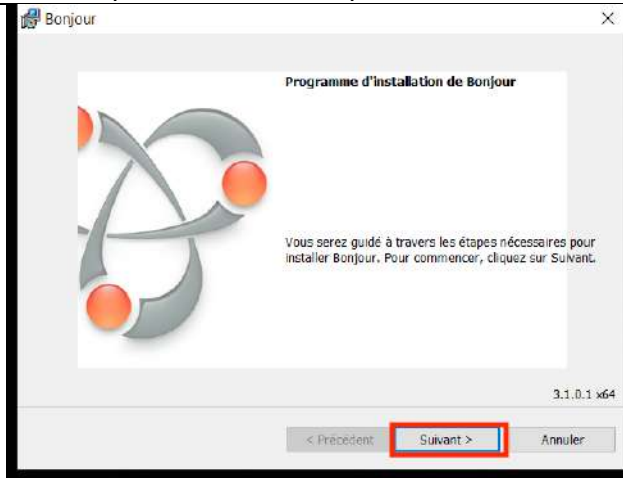 Bonjour
Programme d'installation de Bonjour
Vous serez guidé à travers les étapes nécessaires pour
installer Bonjour. Pour commencer, cliquez sur Suivant.
3.1.0.1 x64
< Précédent Suivant > Annuler